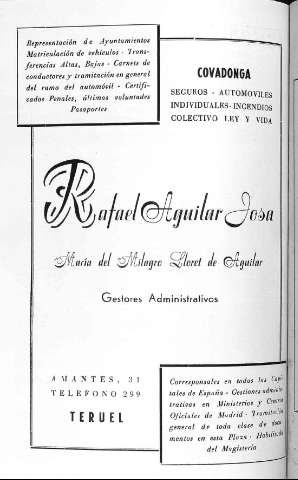 Representación de Ayuntamientos
Matriculación de vehículos - Trans-
ferencias Altas, Bajas - Carnets de
conductores y tramitación en general
del ramo del automóvil - Certifi-
cados Penales, últimas voluntades
Pasaportes
COVADONGA
SEGUROS - AUTOMOVILES
INDIVIDUALES-INCENDIOS
COLECTIVO LEY Y VIDA
Rafael Aguilar Josa
María del Milagro Lloret de Aguilar
Gestores Administrativos
AMANTES, 31
TELEFONO 299
TERUEL
Corresponsales en todas las Capi-
tales de España - Gestiones adminis-
trativas en Ministerios y Centros
Oficiales de Madrid - Tramitación
general de toda clase de docu-
mentos en esta Plaza - Habilitado
del Magisterio